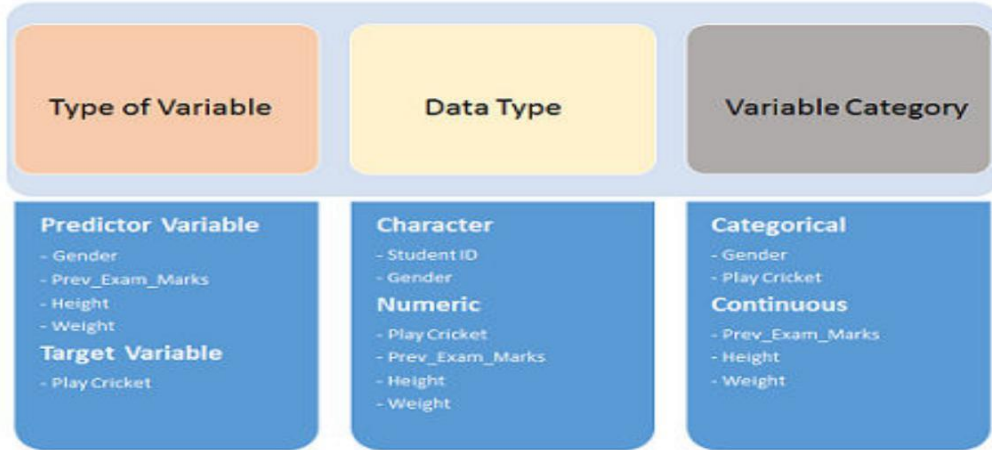 Type of Variable
Data Type
Variable Category
Predictor Variable
- Gender
- Prev_Exam_Marks
- Height
- Weight
Target Variable
- Play Cricket
Character
- Student ID
- Gender
Numeric
- Play Cricket
- Prev_Exam_Marks
- Height
- Weight
Categorical
- Gender
- Play Cricket
Continuous
- Prev_Exam_Marks
- Height
- Weight